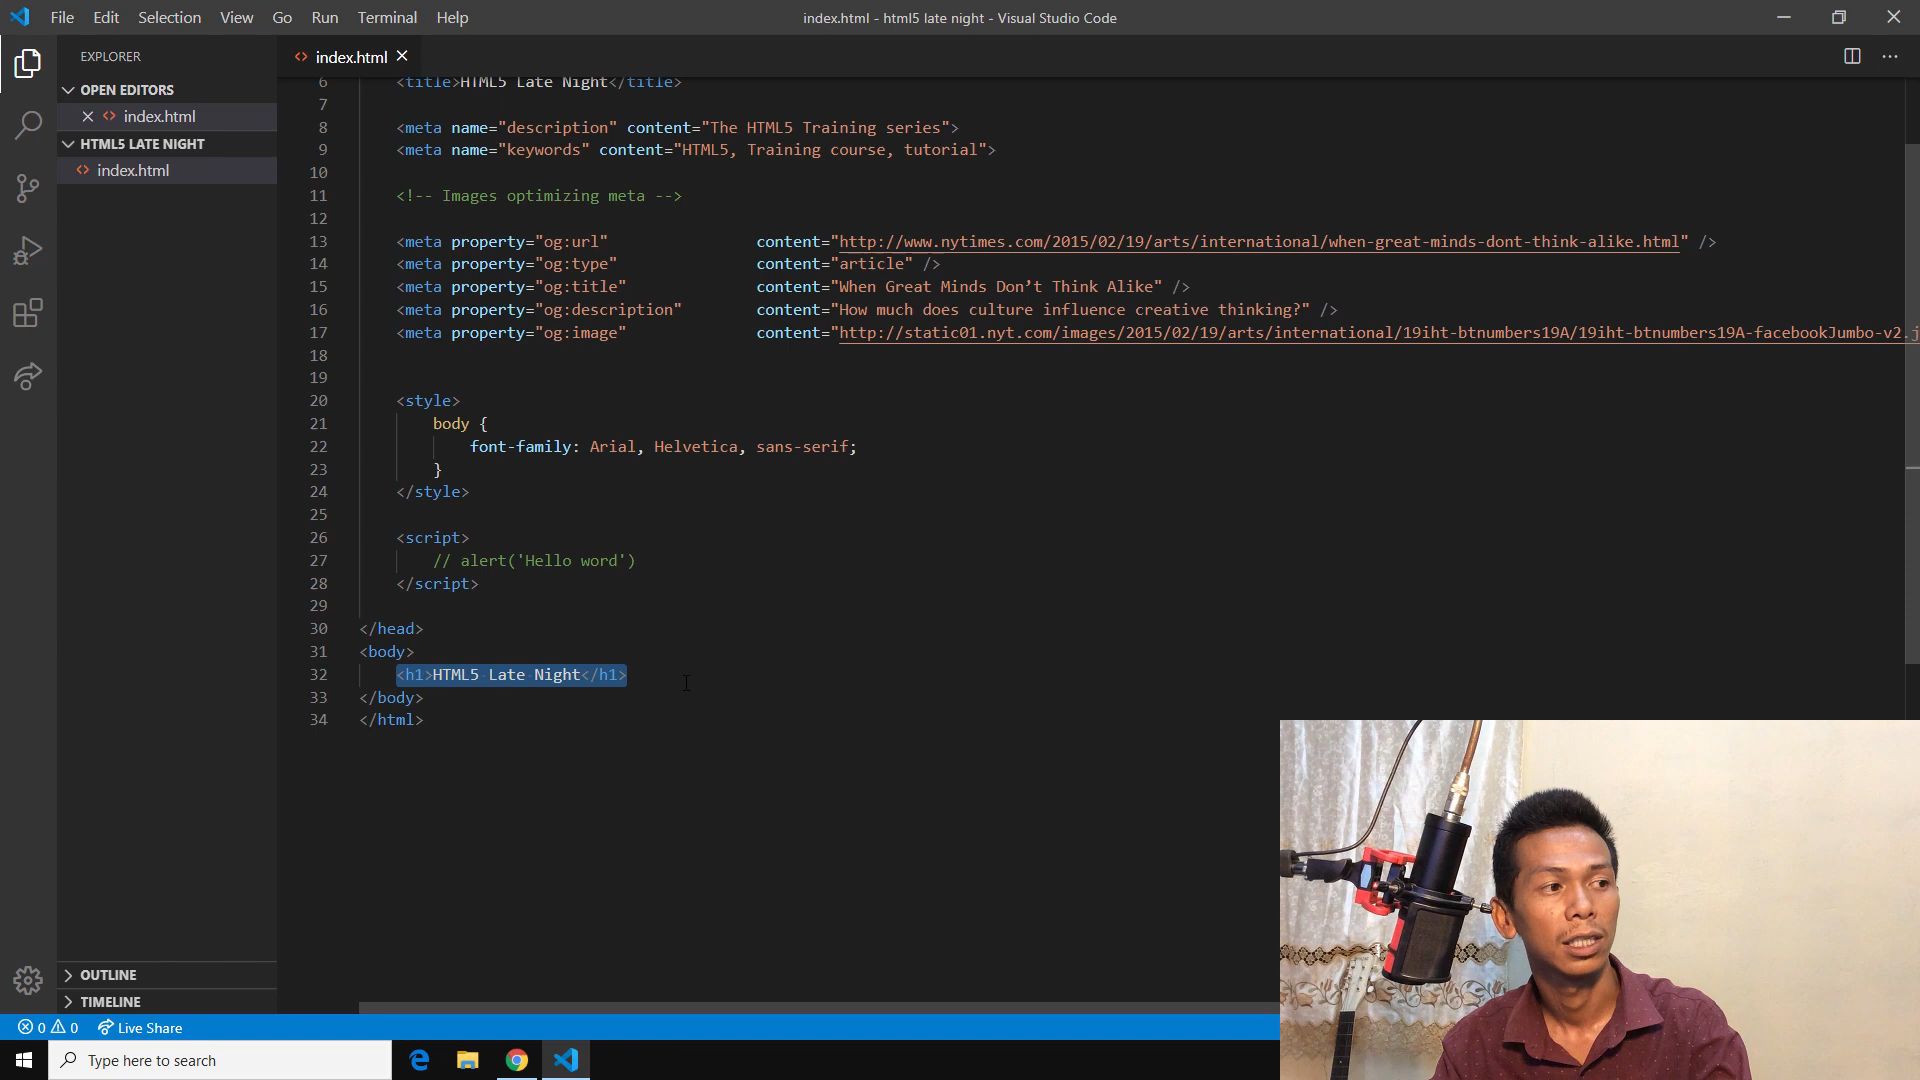 File Edit Selection View Go Run Terminal Help
index.html - html5 late night - Visual Studio Code
EXPLORER
OPEN EDITORS
index.html
HTML5 LATE NIGHT
index.html
OUTLINE
TIMELINE
index.html
6 <title>HTML5 Late Night</title>
7
8 <meta name="description" content="The HTML5 Training series">
9 <meta name="keywords" content="HTML5, Training course, tutorial">
10
11 <!-- Images optimizing meta -->
12
13 <meta property="og:url" content="http://www.nytimes.com/2015/02/19/arts/international/when-great-minds-dont-think-alike.html" />
14 <meta property="og:type" content="article" />
15 <meta property="og:title" content="When Great Minds Don’t Think Alike" />
16 <meta property="og:description" content="How much does culture influence creative thinking?" />
17 <meta property="og:image" content="http://static01.nyt.com/images/2015/02/19/arts/international/19iht-btnumbers19A/19iht-btnumbers19A-facebookJumbo-v2.j
18
19
20 <style>
21 body {
22 font-family: Arial, Helvetica, sans-serif;
23 }
24 </style>
25
26 <script>
27 // alert('Hello word')
28 </script>
29
30 </head>
31 <body>
32 <h1>HTML5 Late Night</h1>
33 </body>
34 </html>
0 0 Live Share
Type here to search